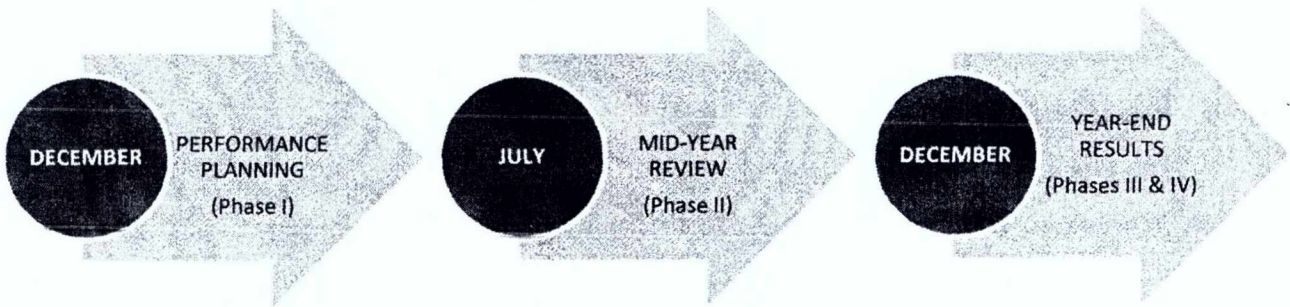 DECEMBER
PERFORMANCE
PLANNING
(Phase I)
JULY
MID-YEAR
REVIEW
(Phase II)
DECEMBER
YEAR-END
RESULTS
(Phases III & IV)